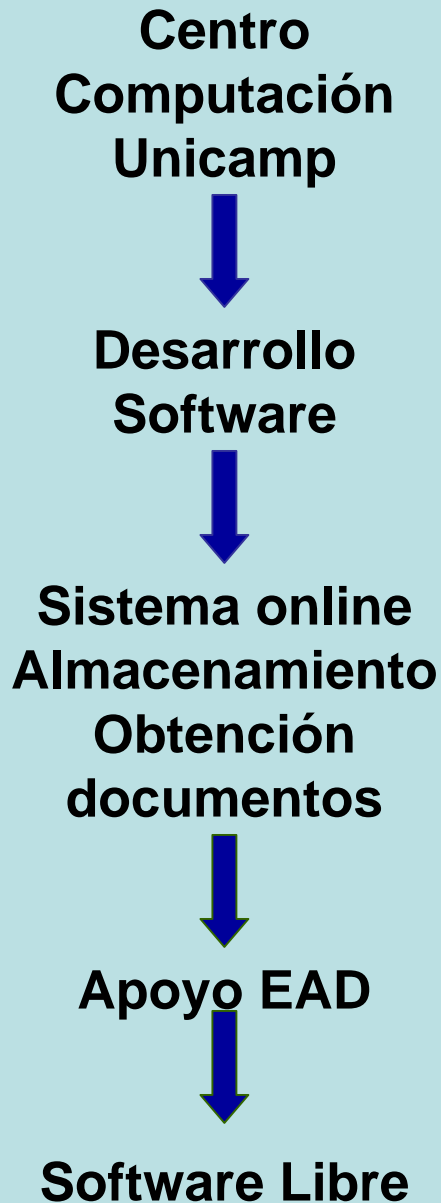 Centro
Computación
Unicamp
Desarrollo
Software
Sistema online
Almacenamiento
Obtención
documentos
Apoyo EAD
Software Libre